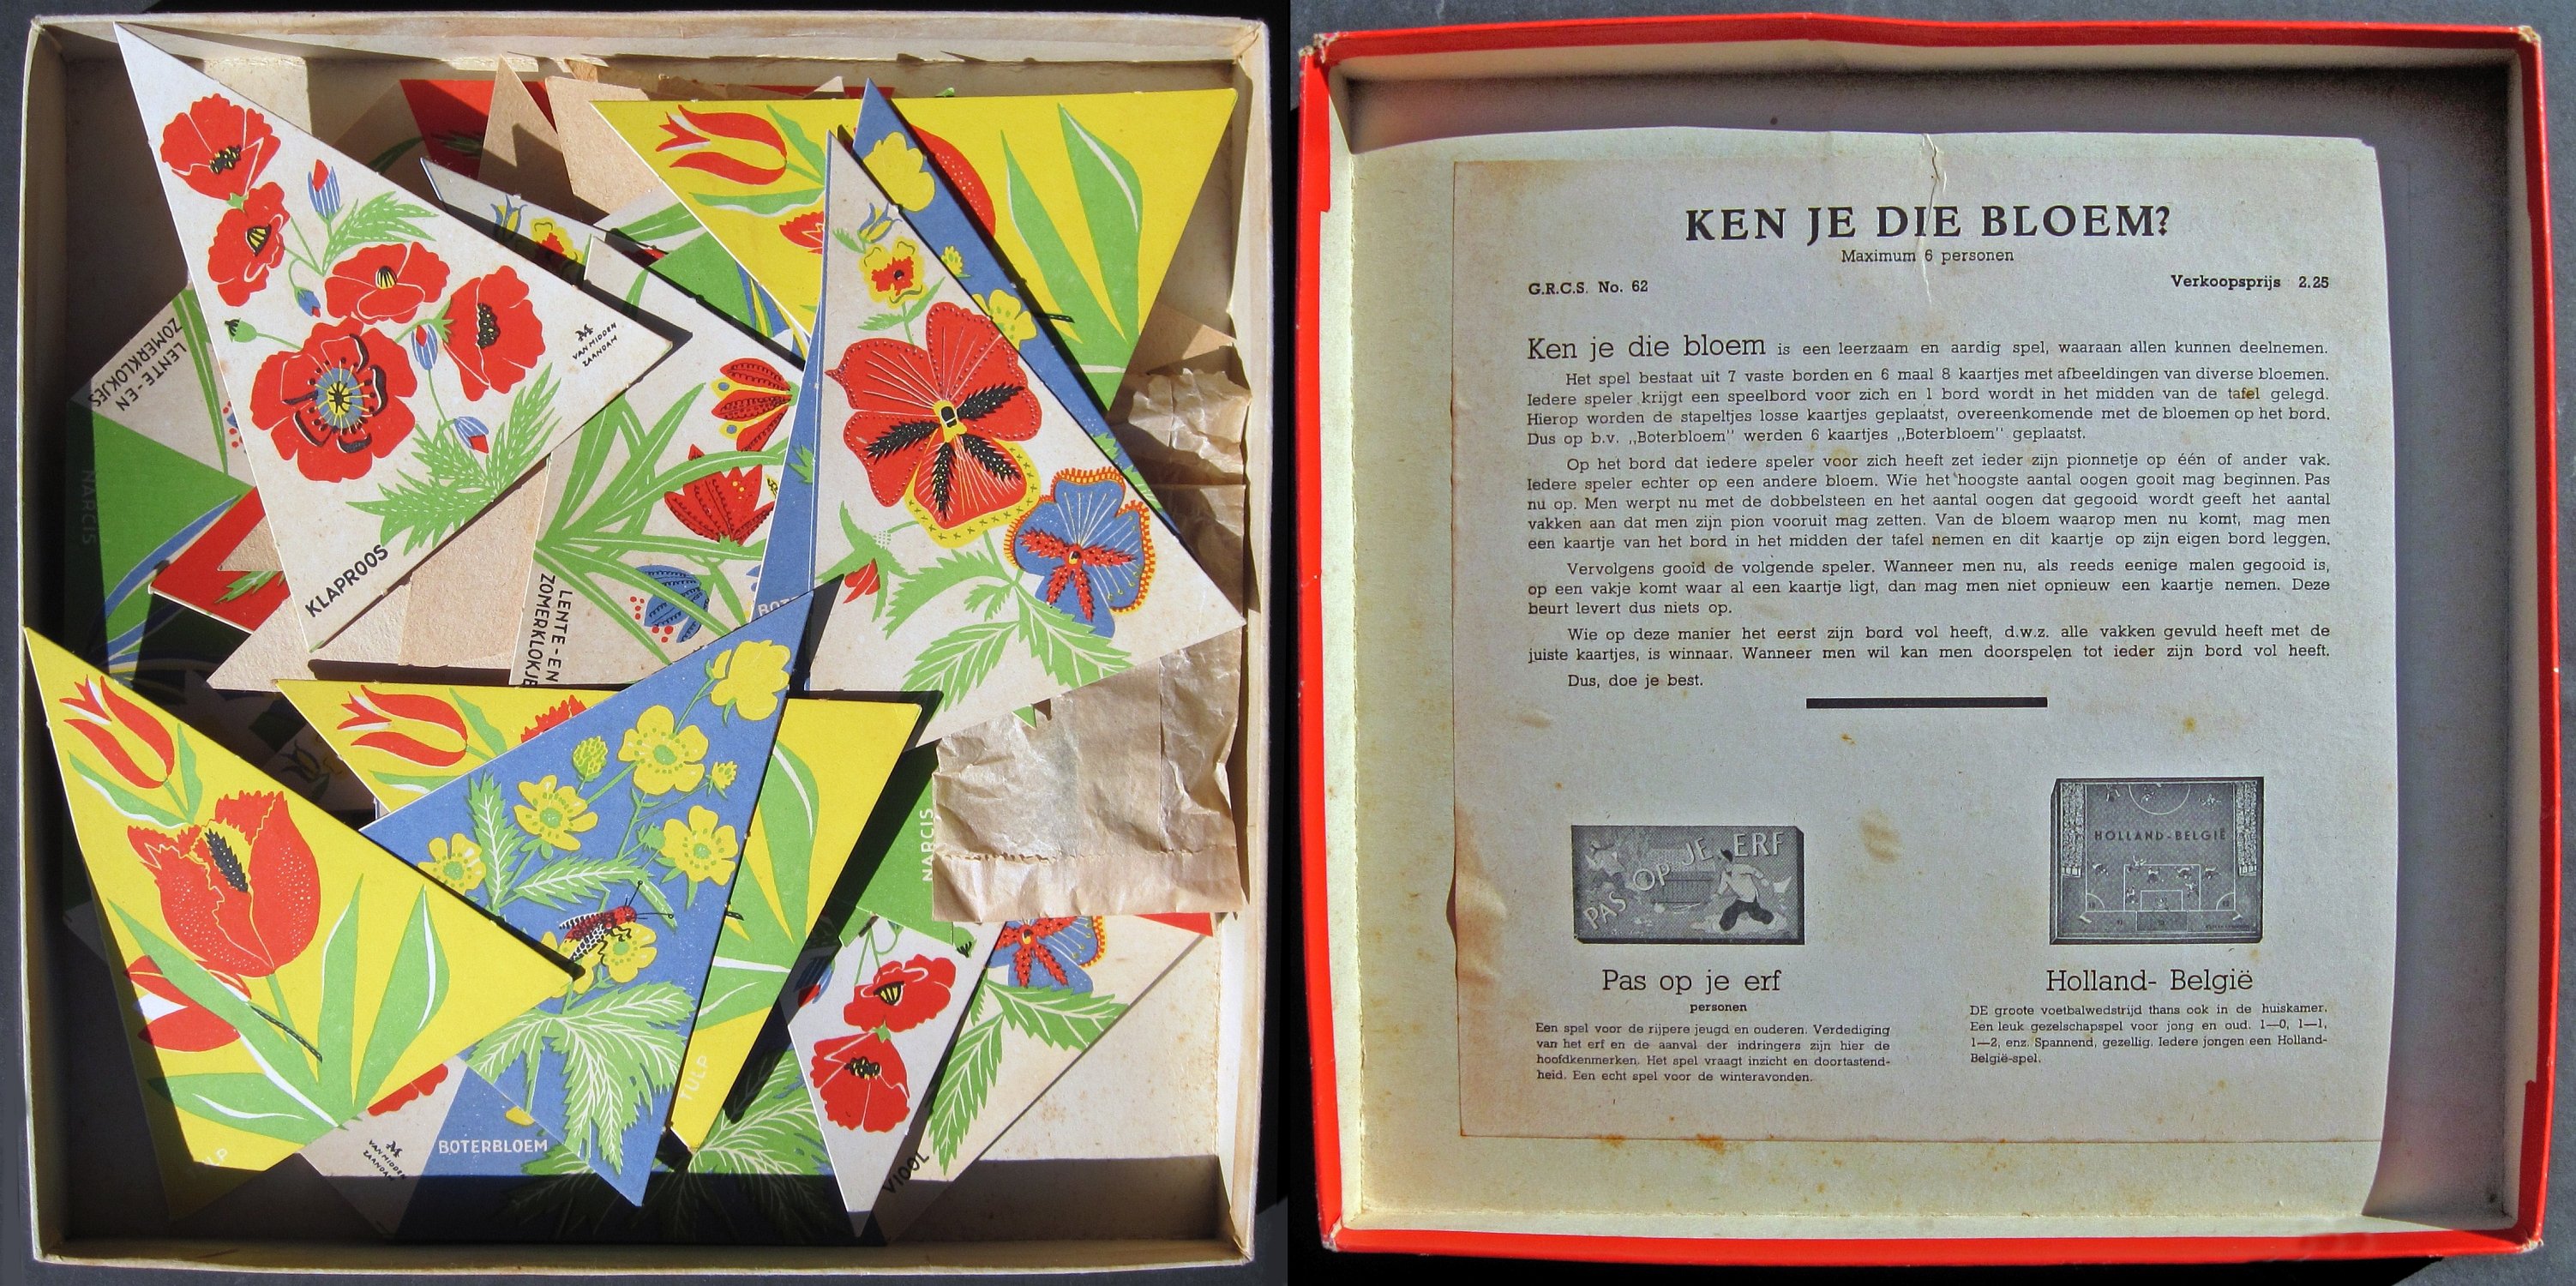 LENTE-EN
ZOMERKLOKJES
NARCIS
KLAPROOS
VAN MIDDEN
ZAANDAM
LENTE-EN
ZOMERKLOKJE
BOT
NARCIS
TULP
LP
VAN MIDDEN
ZAANDAM
BOTERBLOEM
VIOOL
KEN JE DIE BLOEM?
Maximum 6 personen
G.R.C.S. No. 62 Verkoopsprijs 2.25
Ken je die bloem is een leerzaam en aardig spel, waaraan allen kunnen deelnemen.
Het spel bestaat uit 7 vaste borden en 6 maal 8 kaartjes met afbeeldingen van diverse bloemen.
Iedere speler krijgt een speelbord voor zich en 1 bord wordt in het midden van de tafel gelegd.
Hierop worden de stapeltjes losse kaartjes geplaatst, overeenkomende met de bloemen op het bord.
Dus op b.v. „Boterbloem" werden 6 kaartjes „Boterbloem" geplaatst.
Op het bord dat iedere speler voor zich heeft zet ieder zijn pionnetje op één of ander vak.
Iedere speler echter op een andere bloem. Wie het hoogste aantal oogen gooit mag beginnen. Pas
nu op. Men werpt nu met de dobbelsteen en het aantal oogen dat gegooid wordt geeft het aantal
vakken aan dat men zijn pion vooruit mag zetten. Van de bloem waarop men nu komt, mag men
een kaartje van het bord in het midden der tafel nemen en dit kaartje op zijn eigen bord leggen.
Vervolgens gooid de volgende speler. Wanneer men nu, als reeds eenige malen gegooid is,
op een vakje komt waar al een kaartje ligt, dan mag men niet opnieuw een kaartje nemen. Deze
beurt levert dus niets op.
Wie op deze manier het eerst zijn bord vol heeft, d.w.z. alle vakken gevuld heeft met de
juiste kaartjes, is winnaar. Wanneer men wil kan men doorspelen tot ieder zijn bord vol heeft.
Dus, doe je best.
PAS OP JE ERF
HOLLAND-BELGIË
Pas op je erf
personen
Een spel voor de rijpere jeugd en ouderen. Verdediging
van het erf en de aanval der indringers zijn hier de
hoofdkenmerken. Het spel vraagt inzicht en doortastend-
heid. Een echt spel voor de winteravonden.
Holland- België
DE groote voetbalwedstrijd thans ook in de huiskamer.
Een leuk gezelschapspel voor jong en oud. 1—0, 1—1,
1—2, enz. Spannend, gezellig. Iedere jongen een Holland-
België-spel.